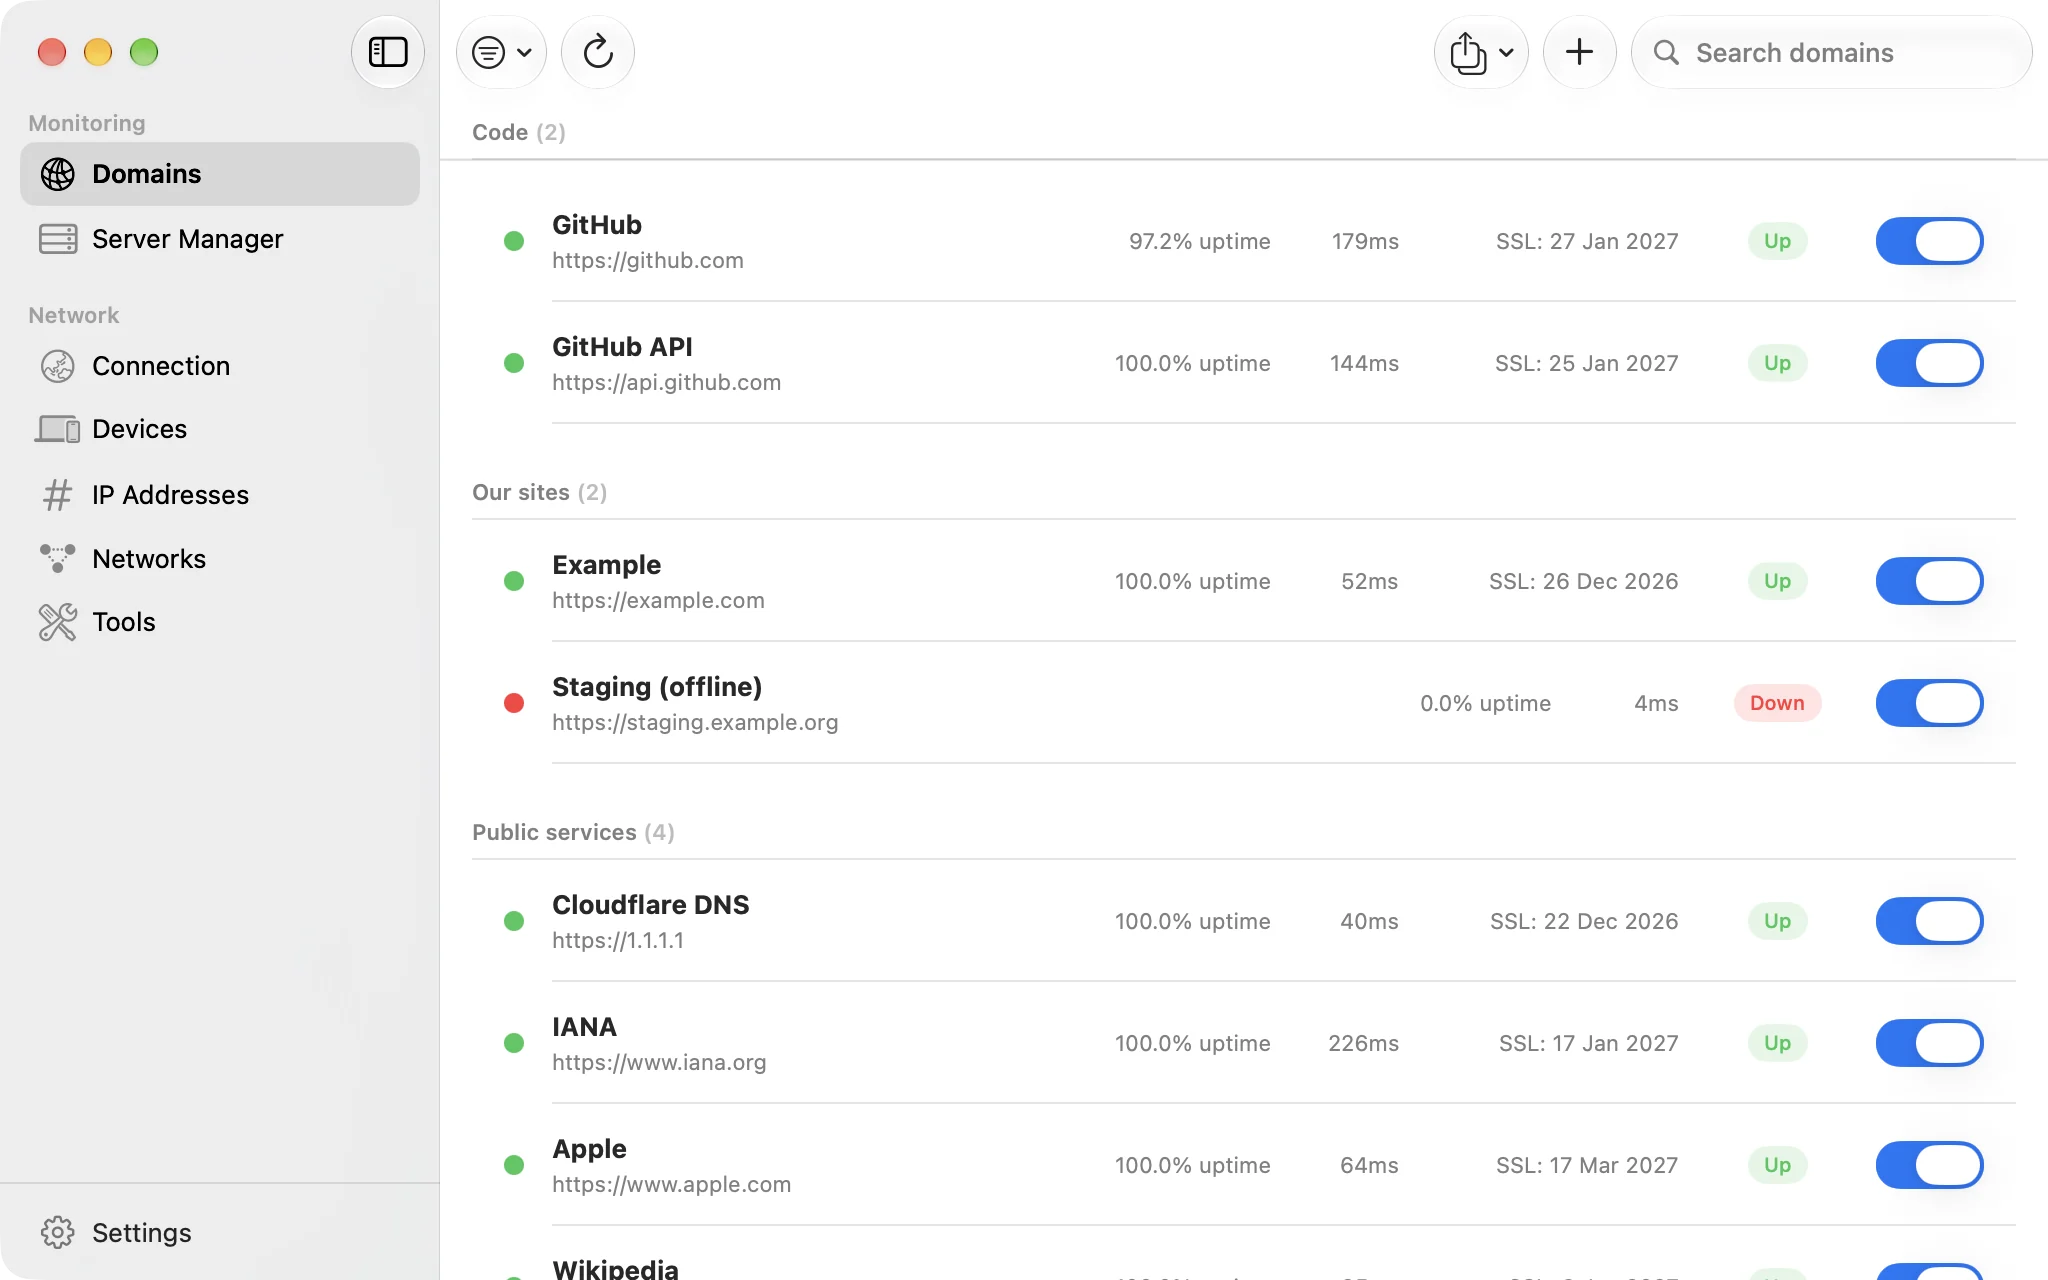 Search domains
Monitoring
Domains
Server Manager
Network
Connection
Devices
IP Addresses
Networks
Tools
Settings
Code (2)
GitHub
https://github.com
97.2% uptime 179ms SSL: 27 Jan 2027 Up
GitHub API
https://api.github.com
100.0% uptime 144ms SSL: 25 Jan 2027 Up
Our sites (2)
Example
https://example.com
100.0% uptime 52ms SSL: 26 Dec 2026 Up
Staging (offline)
https://staging.example.org
0.0% uptime 4ms Down
Public services (4)
Cloudflare DNS
https://1.1.1.1
100.0% uptime 40ms SSL: 22 Dec 2026 Up
IANA
https://www.iana.org
100.0% uptime 226ms SSL: 17 Jan 2027 Up
Apple
https://www.apple.com
100.0% uptime 64ms SSL: 17 Mar 2027 Up
Wikipedia